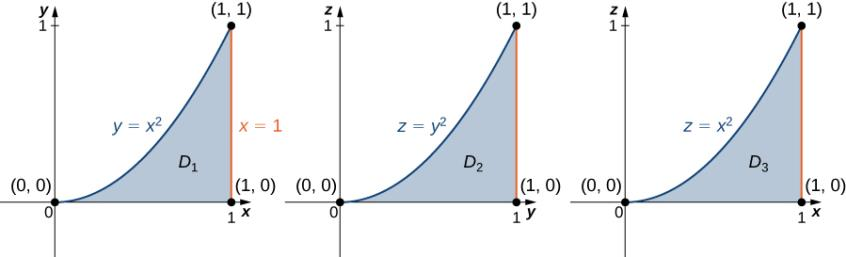 y
(1, 1)
1
y = x²
x = 1
D₁
(0, 0)
(1, 0)
0
1
x
z
(1, 1)
1
z = y²
D₂
(0, 0)
(1, 0)
0
1
y
z
(1, 1)
1
z = x²
D₃
(0, 0)
(1, 0)
0
1
x